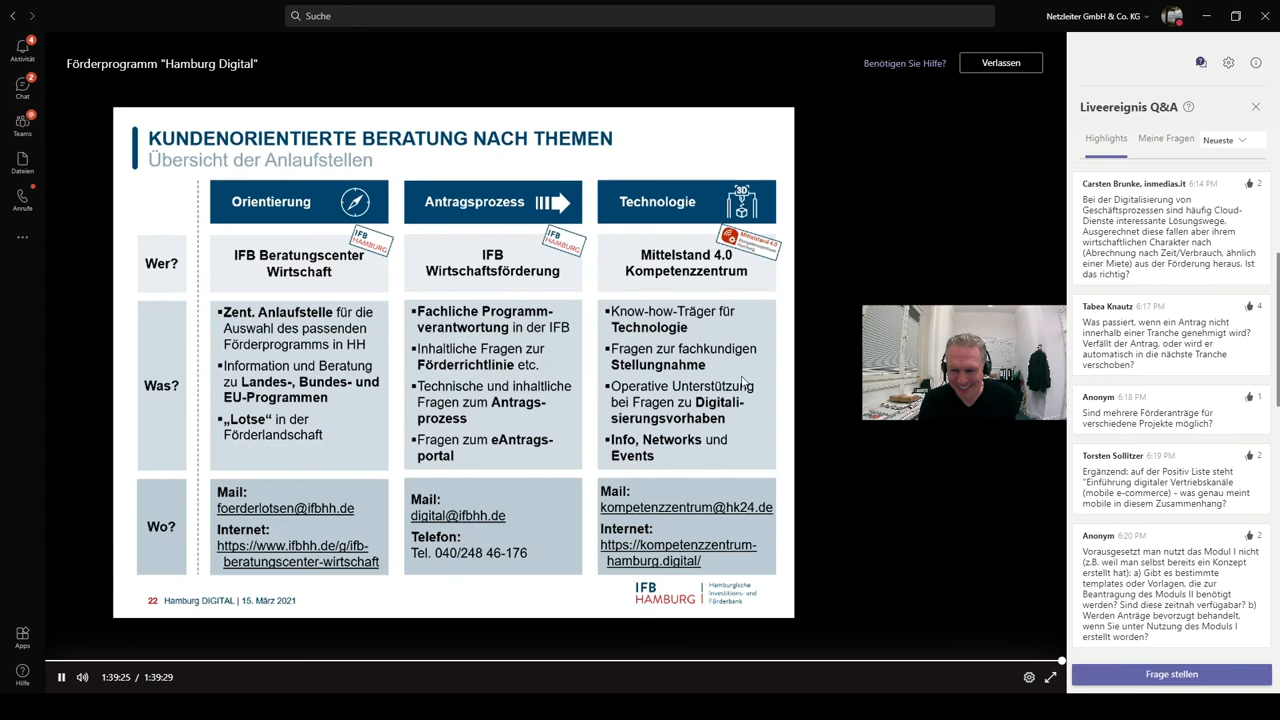 Suche
Netzleiter GmbH & Co. KG
4
Aktivität
2
Chat
Teams
Dateien
Anrufe
Apps
Hilfe
Förderprogramm "Hamburg Digital"
Benötigen Sie Hilfe?
Verlassen
KUNDENORIENTIERTE BERATUNG NACH THEMEN
Übersicht der Anlaufstellen
Orientierung
Antragsprozess
Technologie
3D
IFB
HAMBURG
IFB
HAMBURG
Mittelstand 4.0
Kompetenzzentrum
Hamburg
Wer?
IFB Beratungscenter
Wirtschaft
IFB
Wirtschaftsförderung
Mittelstand 4.0
Kompetenzzentrum
Was?
▪Zent. Anlaufstelle für die
Auswahl des passenden
Förderprogramms in HH
▪Information und Beratung
zu Landes-, Bundes- und
EU-Programmen
▪„Lotse“ in der
Förderlandschaft
▪Fachliche Programm-
verantwortung in der IFB
▪Inhaltliche Fragen zur
Förderrichtlinie etc.
▪Technische und inhaltliche
Fragen zum Antrags-
prozess
▪Fragen zum eAntrags-
portal
▪Know-how-Träger für
Technologie
▪Fragen zur fachkundigen
Stellungnahme
▪Operative Unterstützung
bei Fragen zu Digitali-
sierungsvorhaben
▪Info, Networks und
Events
Wo?
Mail:
foerderlotsen@ifbhh.de
Internet:
https://www.ifbhh.de/g/ifb-
beratungscenter-wirtschaft
Mail:
digital@ifbhh.de
Telefon:
Tel. 040/248 46-176
Mail:
kompetenzzentrum@hk24.de
Internet:
https://kompetenzzentrum-
hamburg.digital/
22 Hamburg DIGITAL | 15. März 2021
IFB
HAMBURG
Hamburgische
Investitions- und
Förderbank
1:39:25 / 1:39:29
Liveereignis Q&A
Highlights
Meine Fragen
Neueste
Carsten Brunke, inmedias.it 6:14 PM
2
Bei der Digitalisierung von
Geschäftsprozessen sind häufig Cloud-
Dienste interessante Lösungswege.
Ausgerechnet diese fallen aber ihrem
wirtschaftlichen Charakter nach
(Abrechnung nach Zeit/Verbrauch, ähnlich
einer Miete) aus der Förderung heraus. Ist
das richtig?
Tabea Knautz 6:17 PM
4
Was passiert, wenn ein Antrag nicht
innerhalb einer Tranche genehmigt wird?
Verfällt der Antrag, oder wird er
automatisch in die nächste Tranche
verschoben?
Anonym 6:18 PM
1
Sind mehrere Förderanträge für
verschiedene Projekte möglich?
Torsten Sollitzer 6:19 PM
2
Ergänzend: auf der Positiv Liste steht
"Einführung digitaler Vertriebskanäle
(mobile e-commerce) - was genau meint
mobile in diesem Zusammenhang?
Anonym 6:20 PM
2
Vorausgesetzt man nutzt das Modul I nicht
(z.B. weil man selbst bereits ein Konzept
erstellt hat): a) Gibt es bestimmte
templates oder Vorlagen, die zur
Beantragung des Moduls II benötigt
werden? Sind diese zeitnah verfügbar? b)
Werden Anträge bevorzugt behandelt,
wenn Sie unter Nutzung des Moduls I
erstellt worden?
Frage stellen